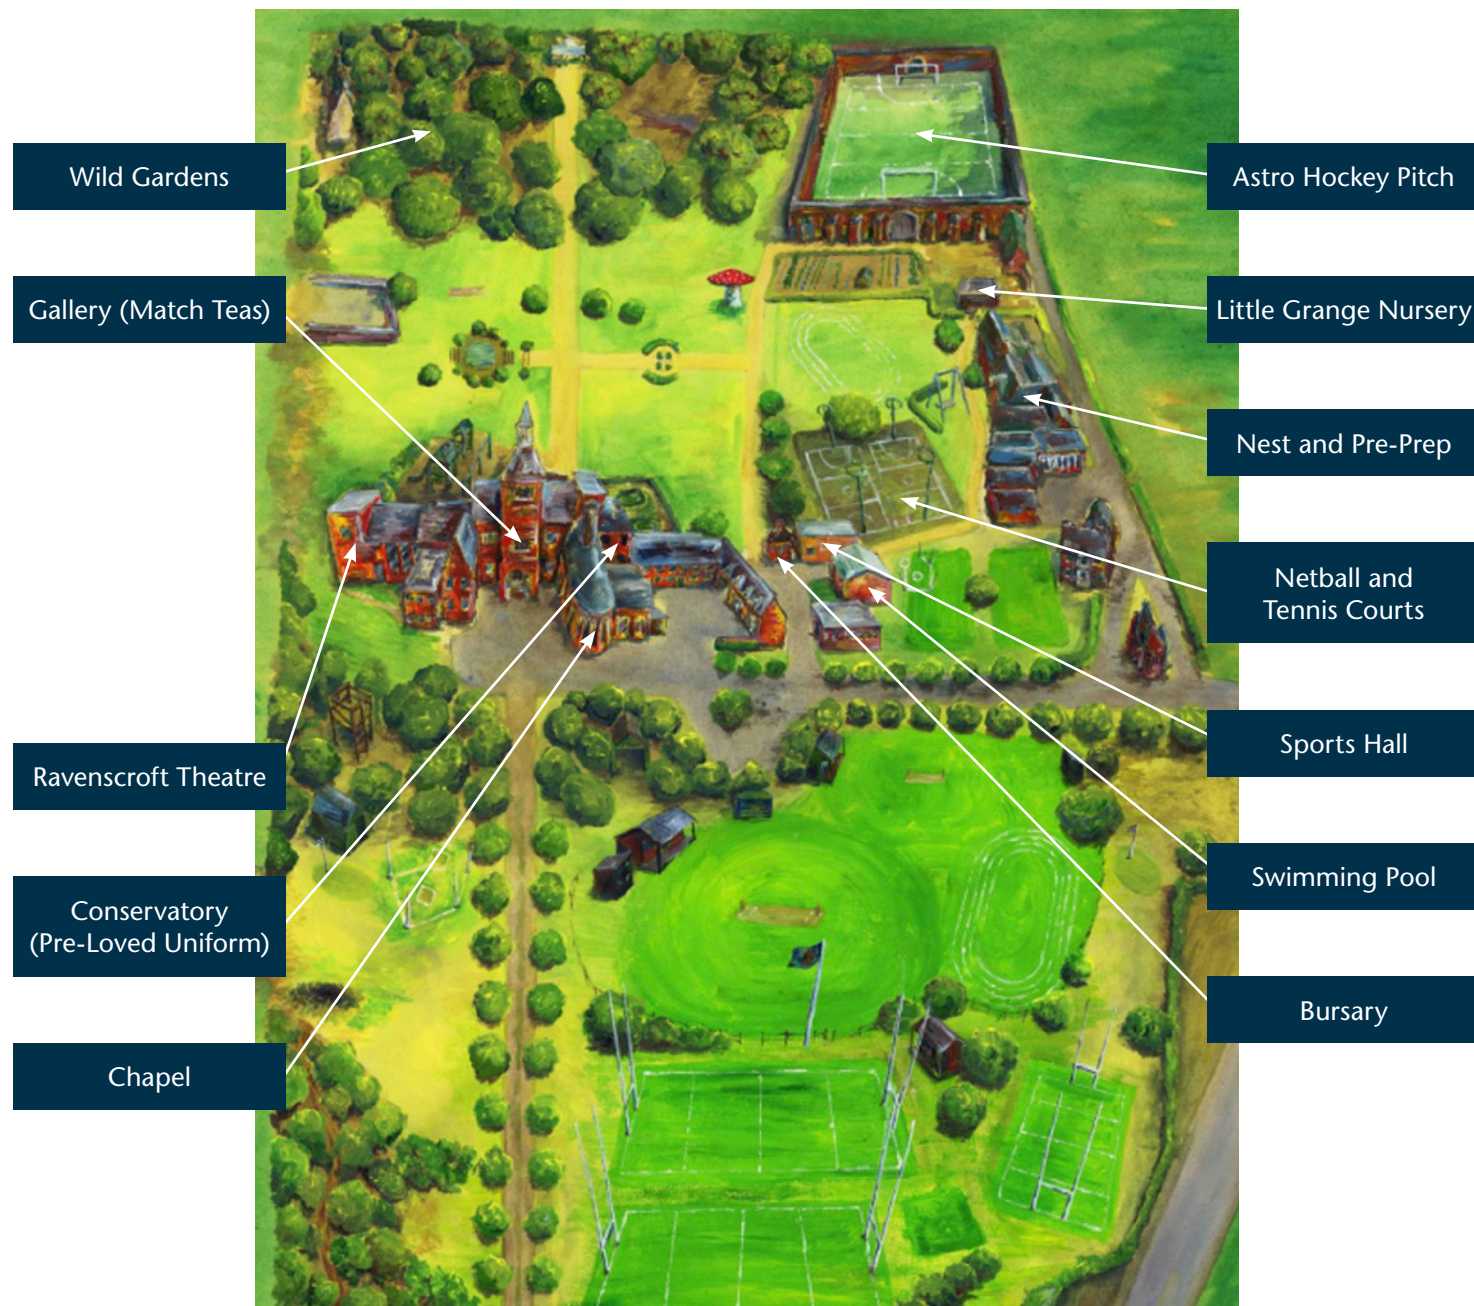 Wild Gardens
Gallery (Match Teas)
Ravenscroft Theatre
Conservatory
(Pre-Loved Uniform)
Chapel
Astro Hockey Pitch
Little Grange Nursery
Nest and Pre-Prep
Netball and
Tennis Courts
Sports Hall
Swimming Pool
Bursary